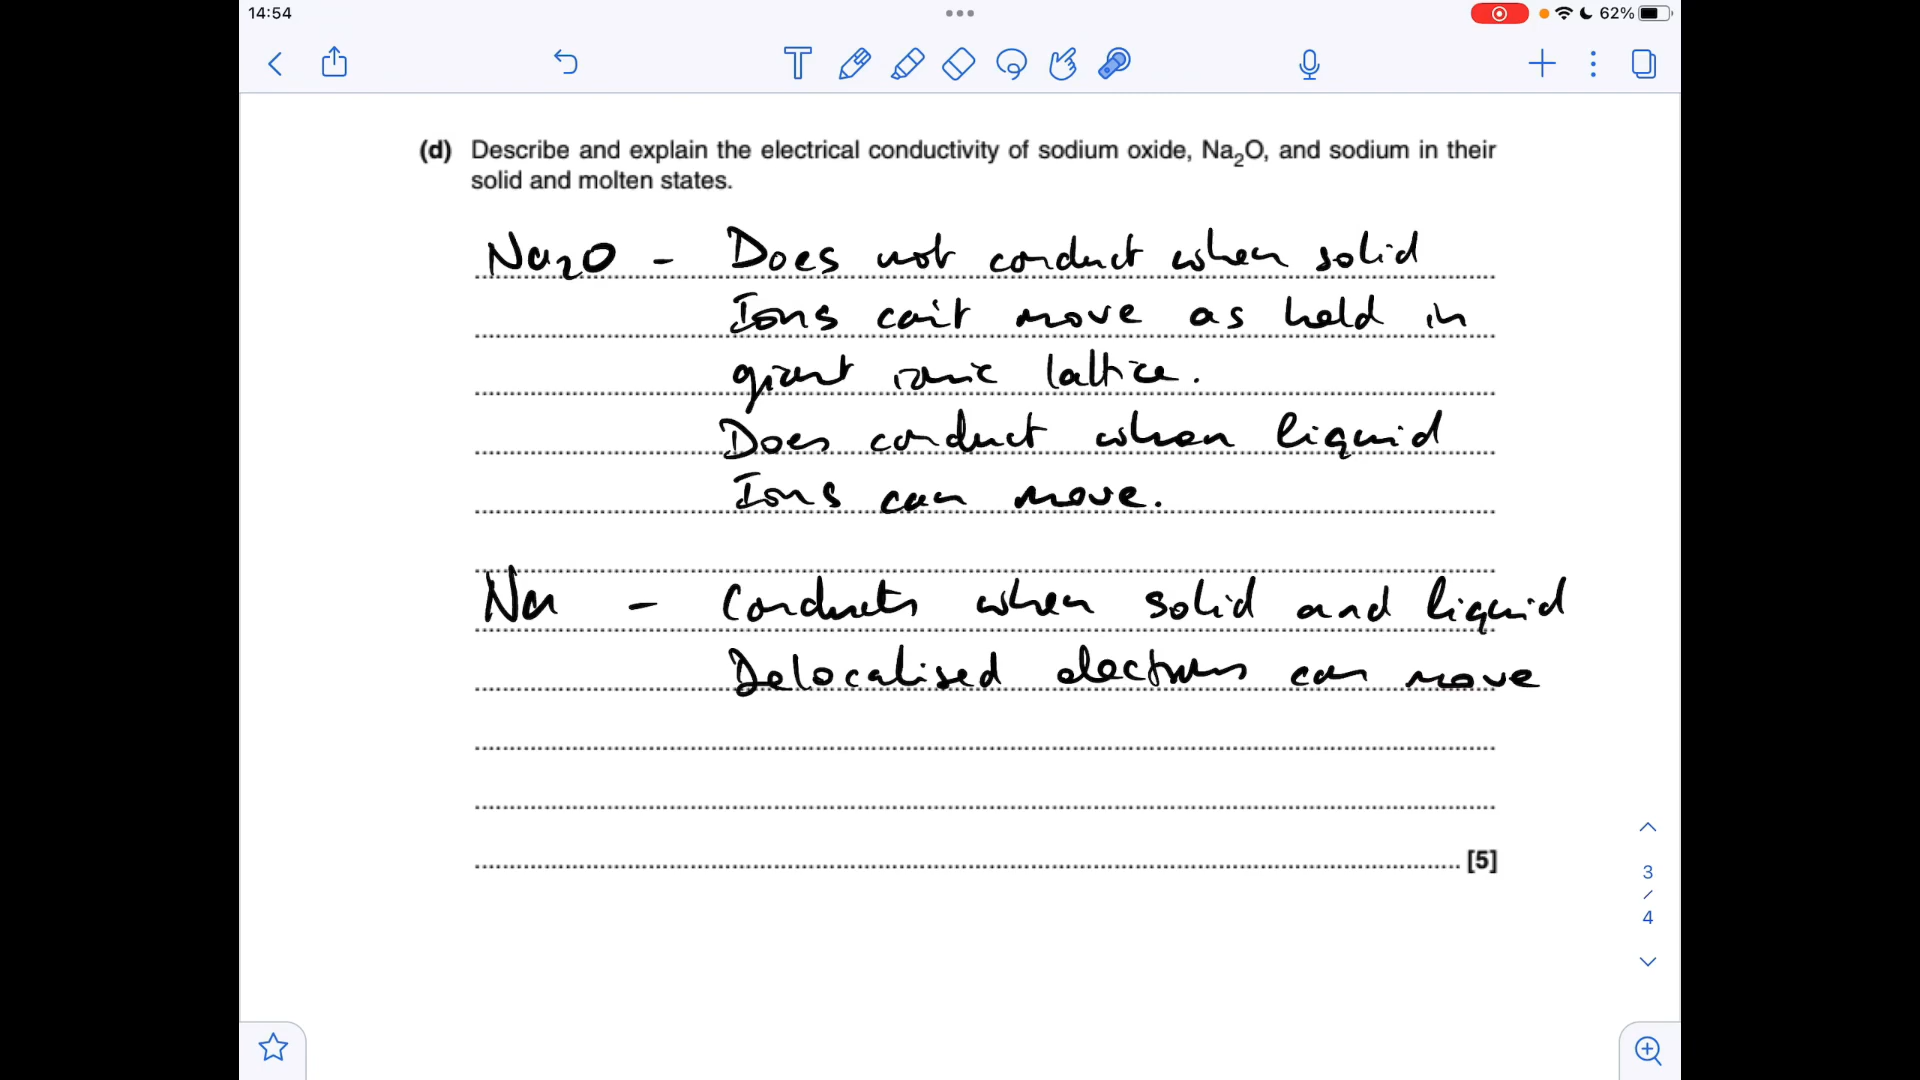 14:54
62%
(d) Describe and explain the electrical conductivity of sodium oxide, Na₂O, and sodium in their
solid and molten states.
Na₂O - Does not conduct when solid
Ions can't move as held in
giant ionic lattice.
Does conduct when liquid
Ions can move.
Na - Conducts when solid and liquid
Delocalised electrons can move
[5]
3
/
4